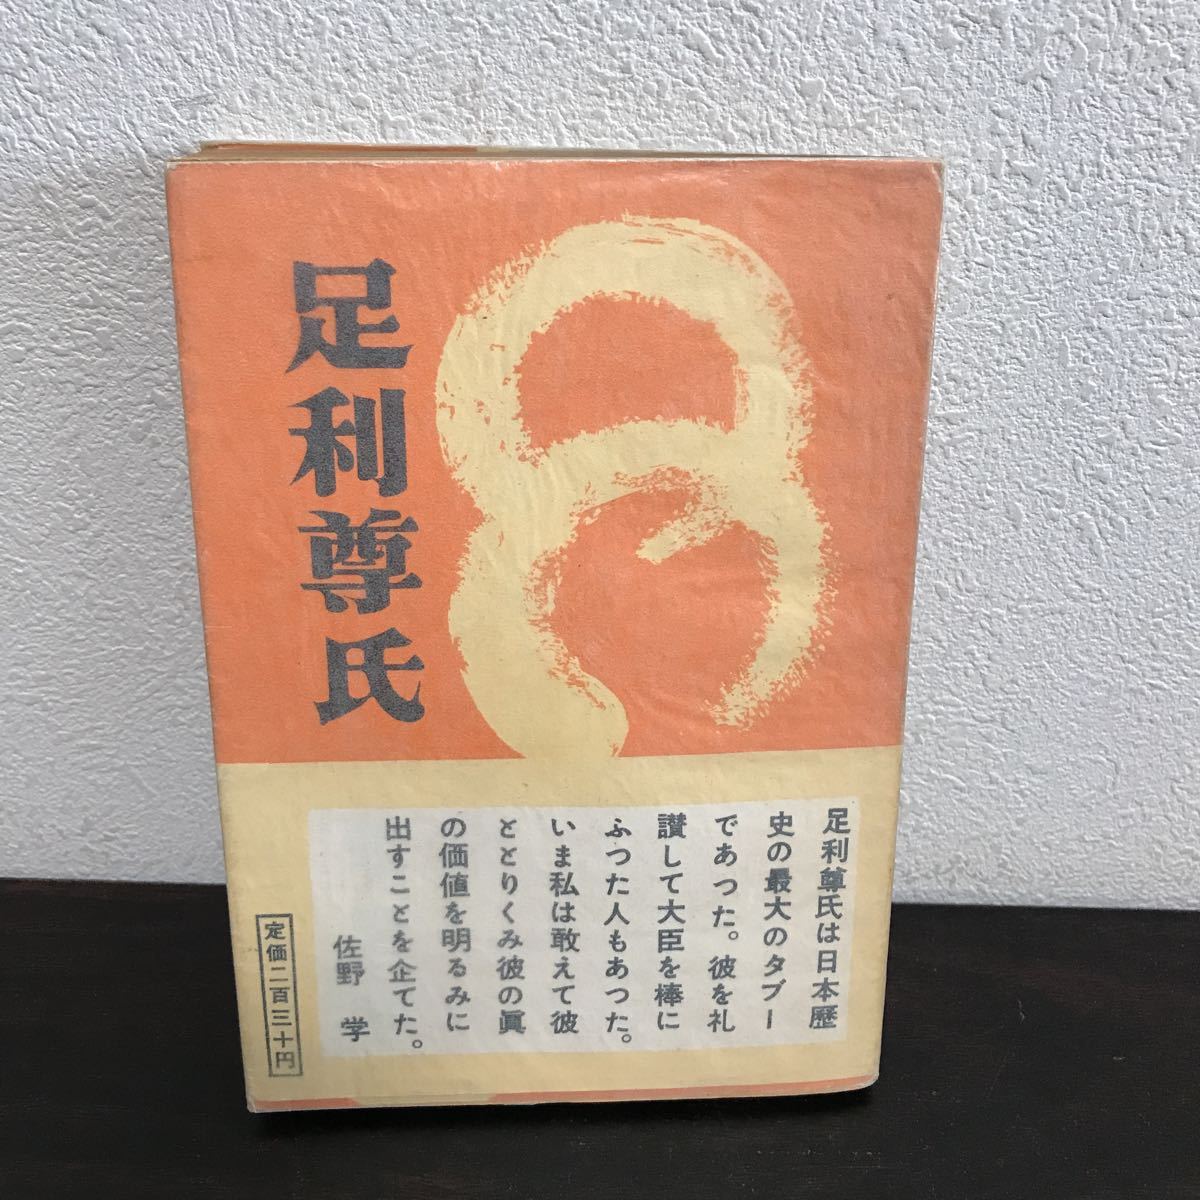 足利尊氏
足利尊氏は日本歴
史の最大のタブー
であつた。彼を礼
讃して大臣を棒に
ふつた人もあつた。
いま私は敢えて彼
ととりくみ彼の眞
の価値を明るみに
出すことを企てた。
佐野 学
定価二百三十円